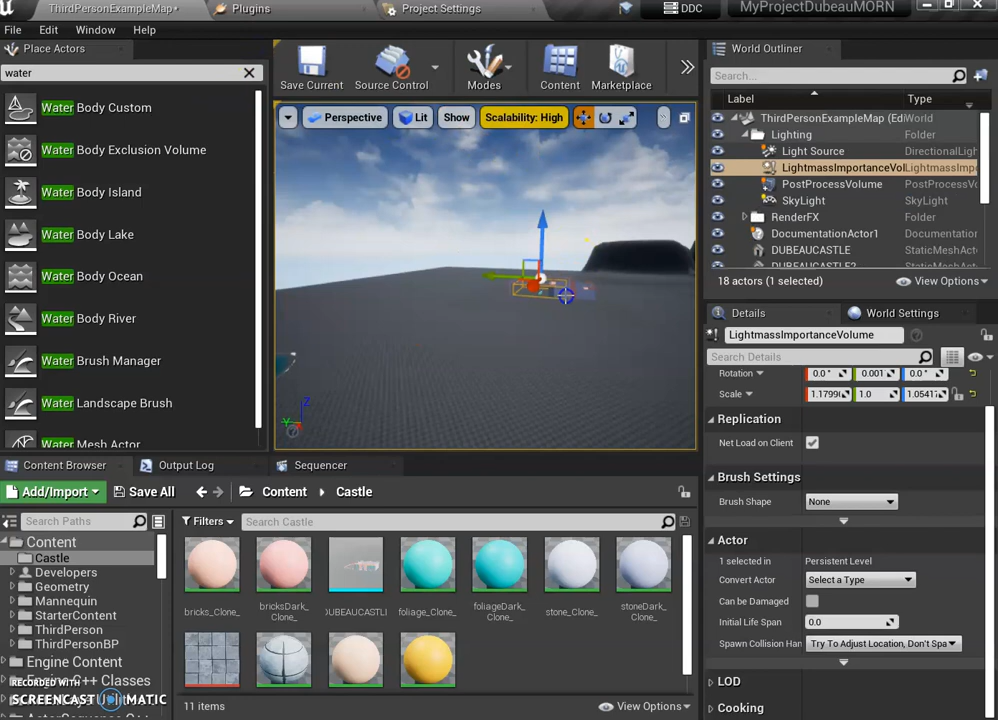 ThirdPersonExampleMap*
Plugins
Project Settings
DDC
MyProjectDubeauMORN
File
Edit
Window
Help
Place Actors
water
Water Body Custom
Water Body Exclusion Volume
Water Body Island
Water Body Lake
Water Body Ocean
Water Body River
Water Brush Manager
Water Landscape Brush
Water Mesh Actor
Save Current
Source Control
Modes
Content
Marketplace
Perspective
Lit
Show
Scalability: High
Z
Y
World Outliner
Search...
Label
Type
ThirdPersonExampleMap (Edi
World
Lighting
Folder
Light Source
DirectionalLigh
LightmassImportanceVol
LightmassImpo
PostProcessVolume
PostProcessVo
SkyLight
SkyLight
RenderFX
Folder
DocumentationActor1
DocumentationA
DUBEAUCASTLE
StaticMeshAct
DUBEAUCASTLE2
StaticMeshAct
18 actors (1 selected)
View Options
Details
World Settings
LightmassImportanceVolume
Search Details
Rotation
0.0 °
0.001
0.0 °
Scale
1.0
Replication
Net Load on Client
Brush Settings
Brush Shape
None
Actor
1 selected in
Persistent Level
Convert Actor
Select a Type
Can be Damaged
Initial Life Span
0.0
Spawn Collision Han
Try To Adjust Location, Don't Spa
LOD
Cooking
Content Browser
Output Log
Sequencer
Add/Import
Save All
Content
Castle
Search Paths
Filters
Search Castle
Content
Castle
Developers
Geometry
Mannequin
StarterContent
ThirdPerson
ThirdPersonBP
Engine Content
Engine C++ Classes
bricks_Clone_
bricksDark_
Clone_
DUBEAUCASTLI
foliage_Clone_
foliageDark_
Clone_
stone_Clone_
stoneDark_
Clone_
11 items
View Options
RECORDED WITH
SCREENCAST MATIC